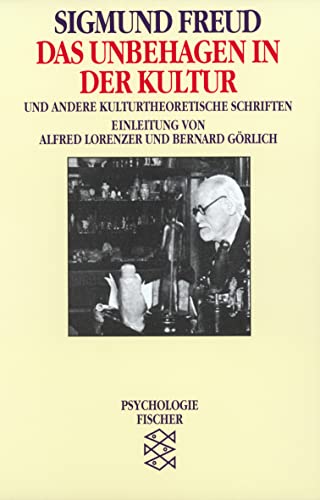 SIGMUND FREUD
DAS UNBEHAGEN IN
DER KULTUR
UND ANDERE KULTURTHEORETISCHE SCHRIFTEN
EINLEITUNG VON
ALFRED LORENZER UND BERNARD GÖRLICH
PSYCHOLOGIE
FISCHER